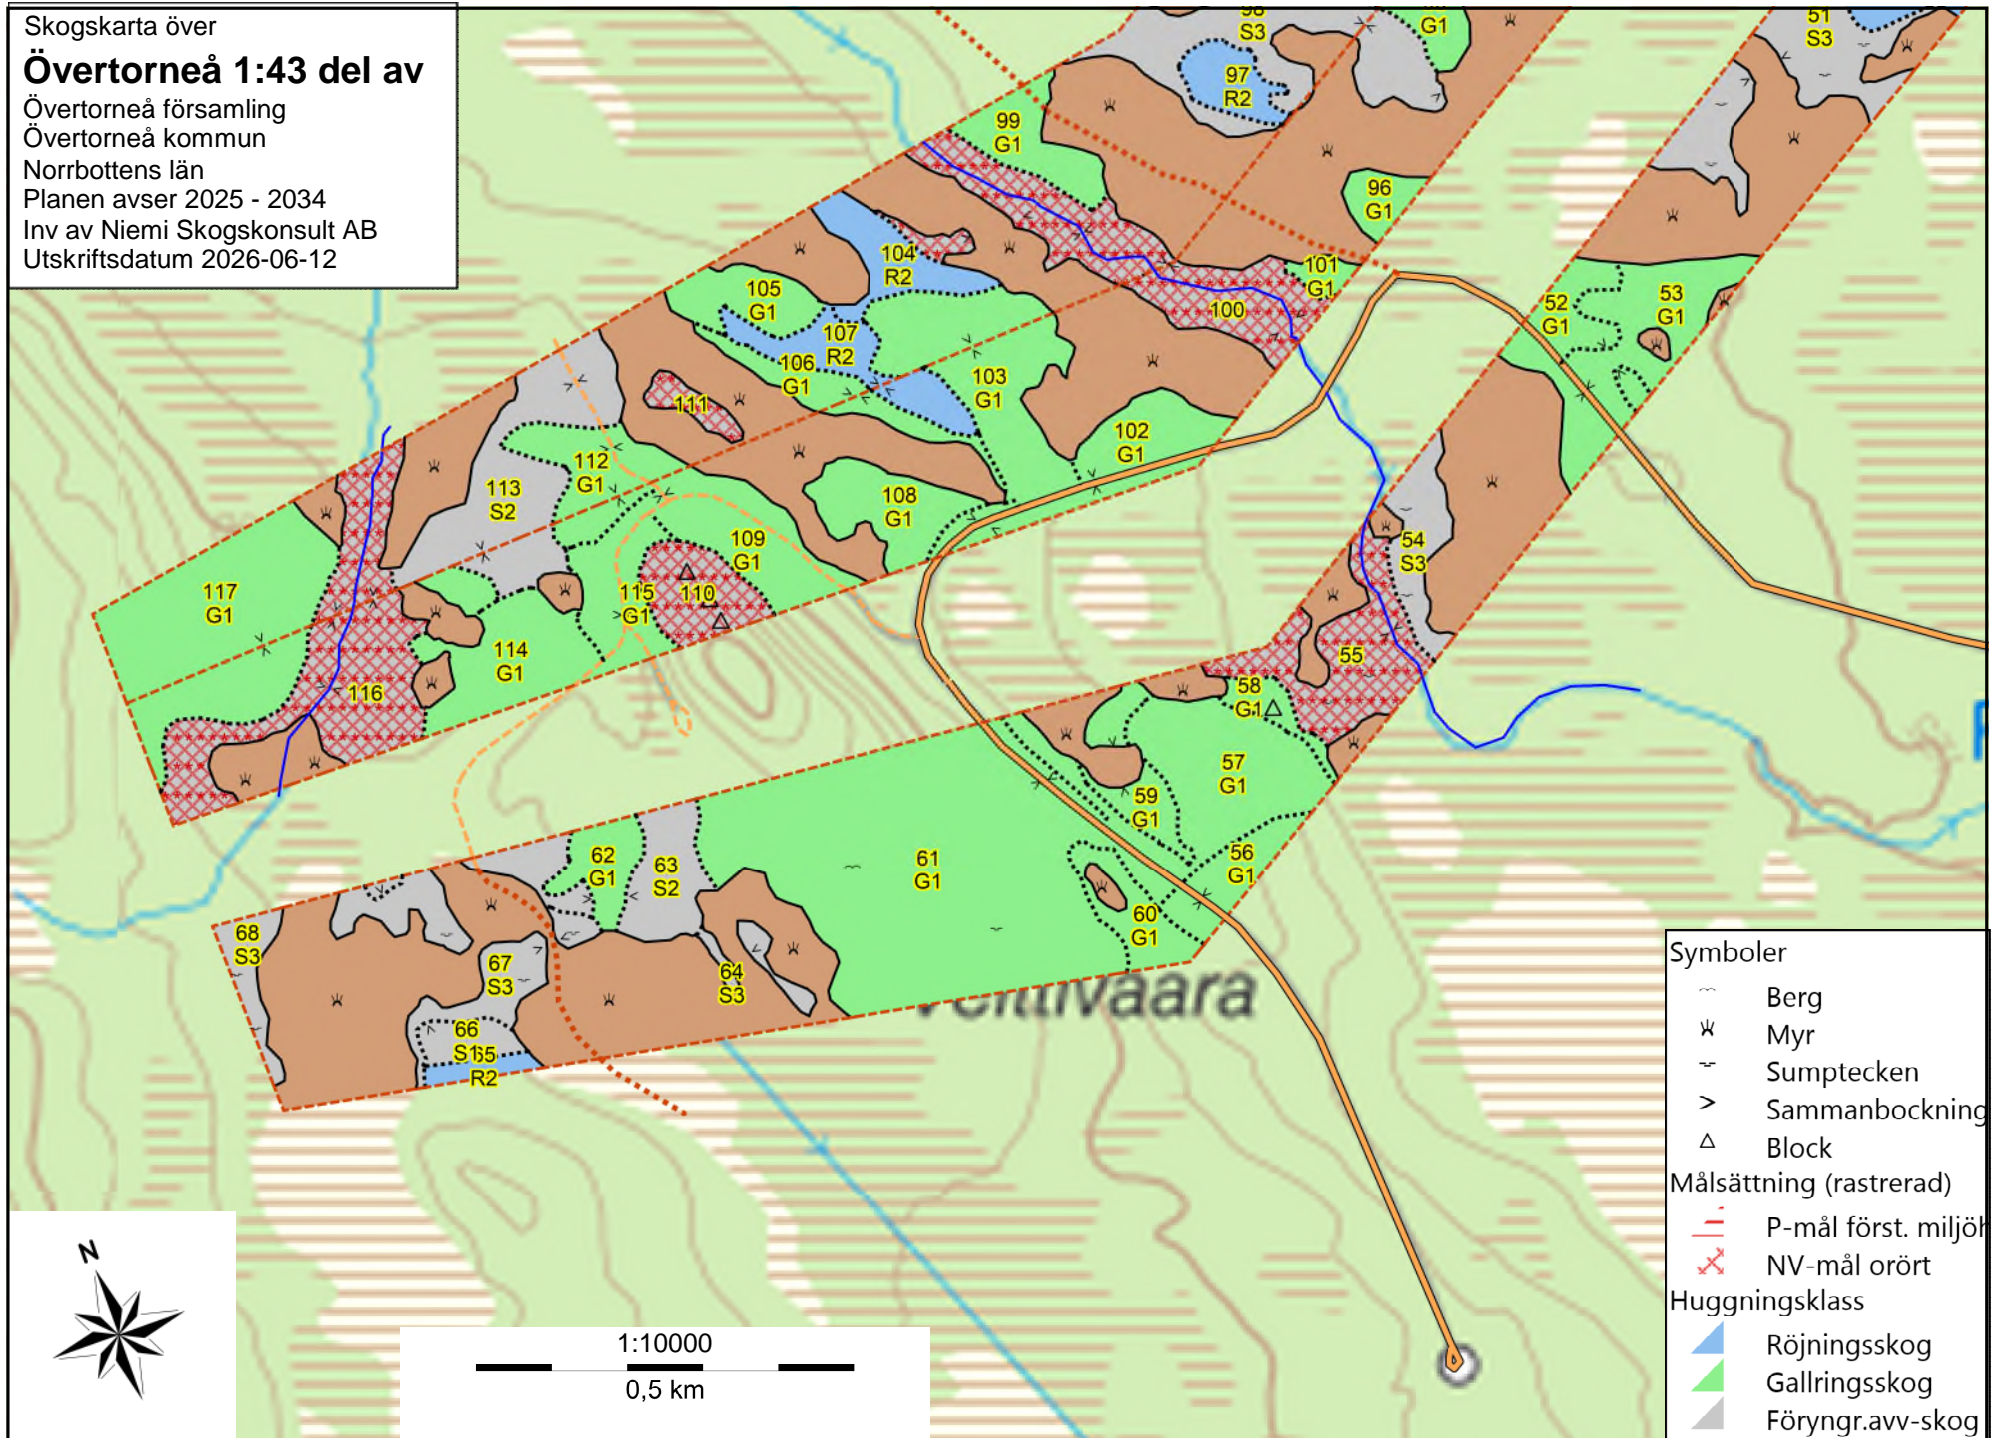 Skogskarta över
Övertorneå 1:43 del av
Övertorneå församling
Övertorneå kommun
Norrbottens län
Planen avser 2025 - 2034
Inv av Niemi Skogskonsult AB
Utskriftsdatum 2026-06-12
98
S3
G1
51
S3
97
R2
99
G1
96
G1
104
R2
101
G1
100
105
G1
107
R2
106
G1
103
G1
52
G1
53
G1
111
102
G1
112
G1
113
S2
108
G1
109
G1
54
S3
117
G1
115
G1
110
114
G1
55
116
58
G1
57
G1
59
G1
62
G1
63
S2
61
G1
56
G1
60
G1
68
S3
67
S3
64
S3
66
S1
65
R2
N
1:10000
0,5 km
Symboler
Berg
Myr
Sumptecken
Sammanbockning
Block
Målsättning (rastrerad)
P-mål först. miljöh
NV-mål orört
Huggningsklass
Röjningsskog
Gallringsskog
Föryngr.avv-skog